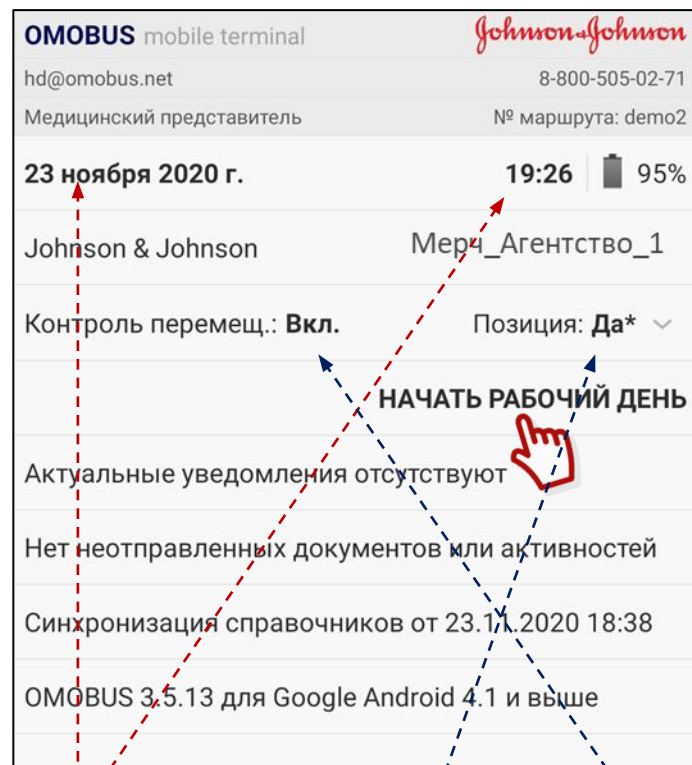 OMOBUS mobile terminal Johnson&Johnson
hd@omobus.net 8-800-505-02-71
Медицинский представитель № маршрута: demo2
23 ноября 2020 г. 19:26 95%
Johnson & Johnson Мерч_Агентство_1
Контроль перемещ.: Вкл. Позиция: Да*
НАЧАТЬ РАБОЧИЙ ДЕНЬ
Актуальные уведомления отсутствуют
Нет неотправленных документов или активностей
Синхронизация справочников от 23.11.2020 18:38
OMOBUS 3.5.13 для Google Android 4.1 и выше